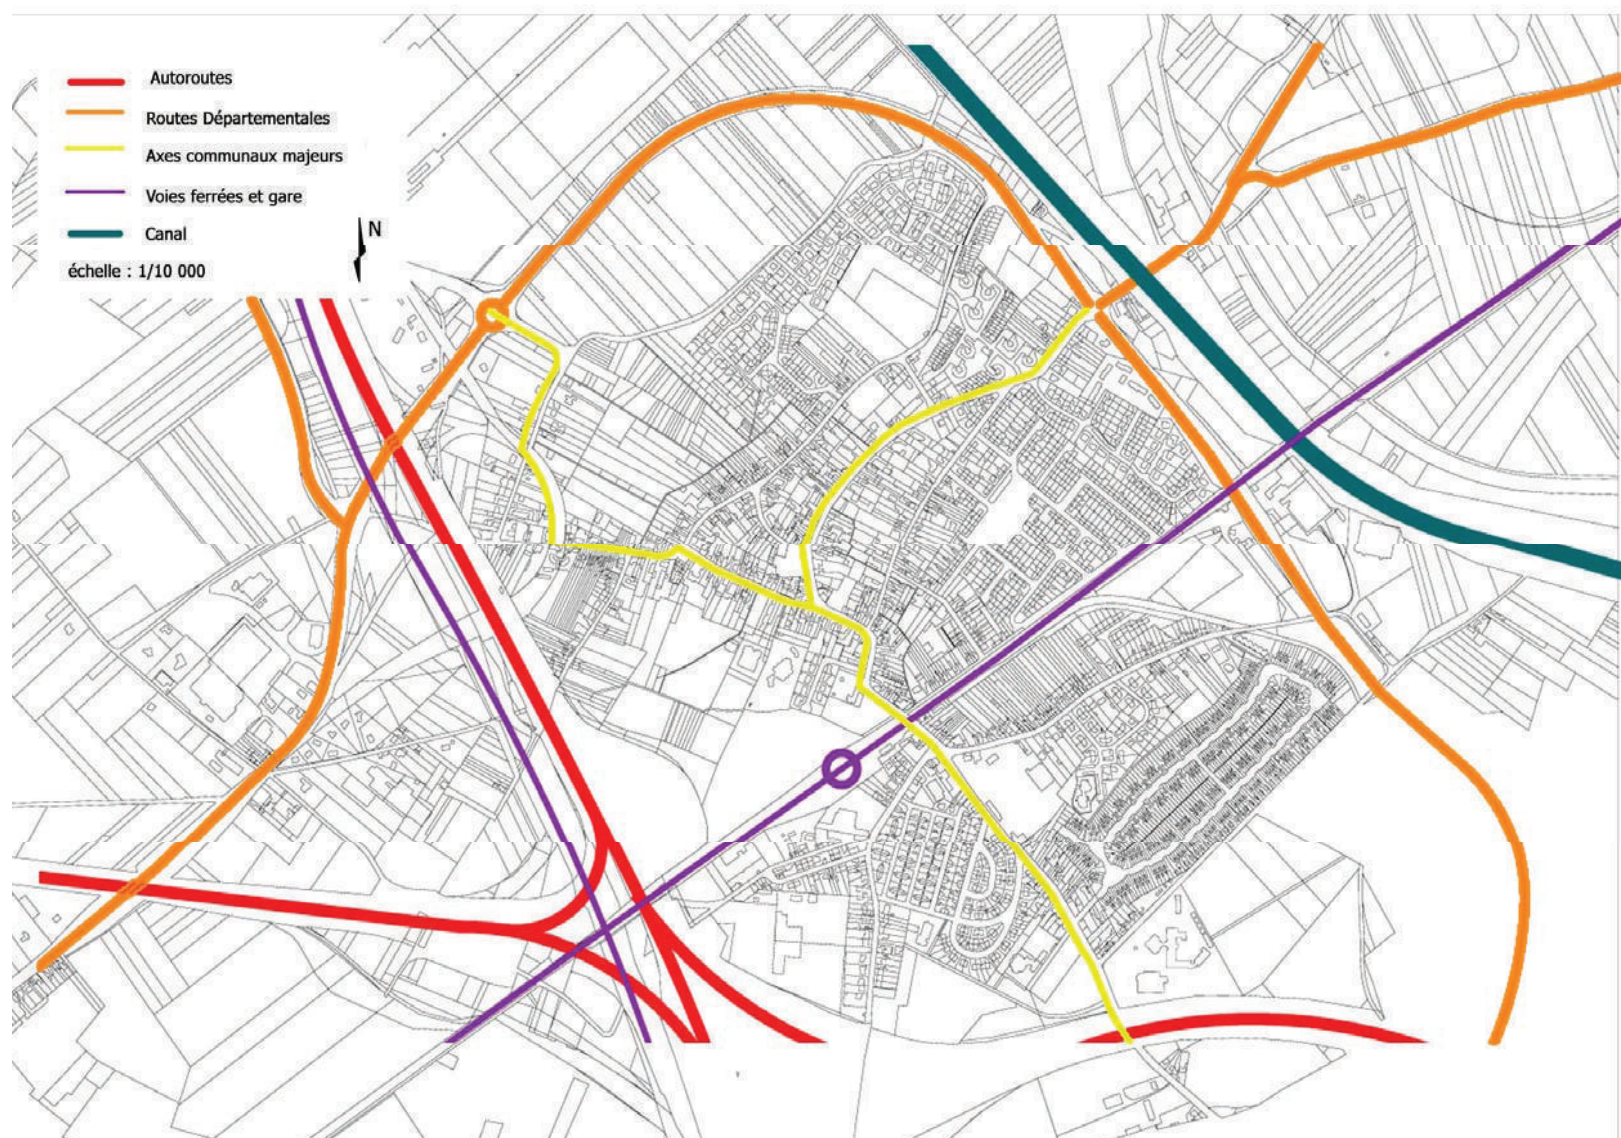 Autoroutes
Routes Départementales
Axes communaux majeurs
Voies ferrées et gare
Canal
N
échelle : 1/10 000